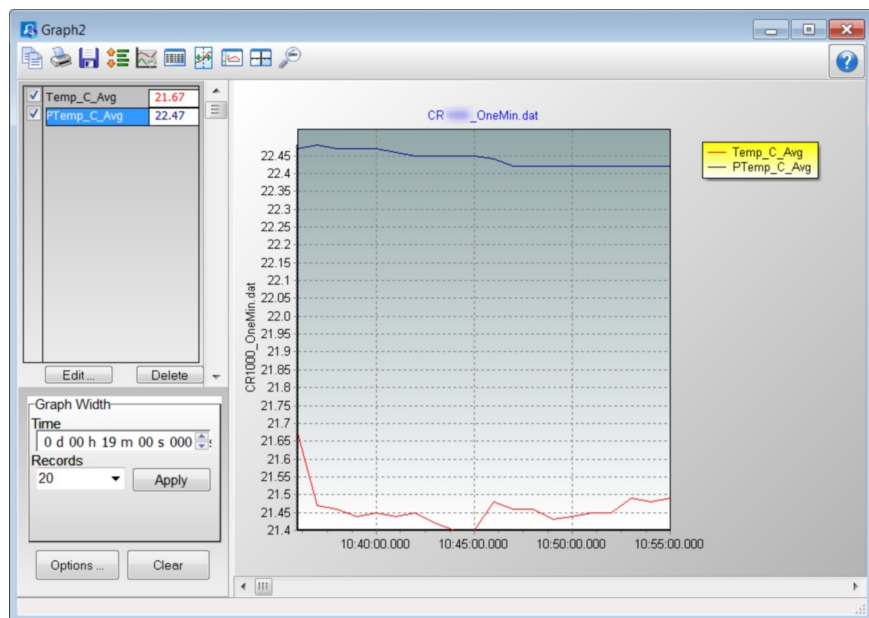 Graph2
Temp_C_Avg 21.67
PTemp_C_Avg 22.47
Edit ...
Delete
Graph Width
Time
0 d 00 h 19 m 00 s 000
Records
20
Apply
Options ...
Clear
CR _OneMin.dat
CR1000_OneMin.dat
22.45
22.4
22.35
22.3
22.25
22.2
22.15
22.1
22.05
22.0
21.95
21.9
21.85
21.8
21.75
21.7
21.65
21.6
21.55
21.5
21.45
21.4
10:40:00.000 10:45:00.000 10:50:00.000 10:55:00.000
Temp_C_Avg
PTemp_C_Avg